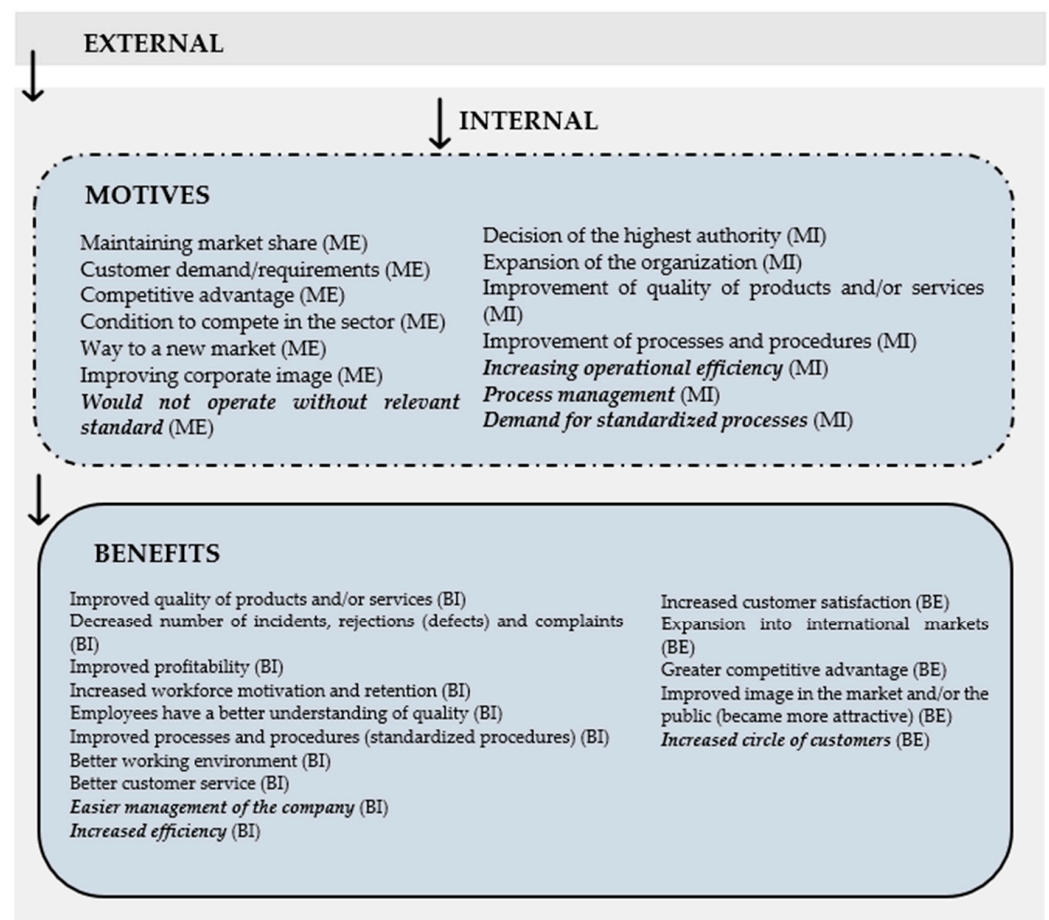 EXTERNAL
INTERNAL
MOTIVES
Maintaining market share (ME)
Customer demand/requirements (ME)
Competitive advantage (ME)
Condition to compete in the sector (ME)
Way to a new market (ME)
Improving corporate image (ME)
Would not operate without relevant
standard (ME)
Decision of the highest authority (MI)
Expansion of the organization (MI)
Improvement of quality of products and/or services
(MI)
Improvement of processes and procedures (MI)
Increasing operational efficiency (MI)
Process management (MI)
Demand for standardized processes (MI)
BENEFITS
Improved quality of products and/or services (BI)
Decreased number of incidents, rejections (defects) and complaints
(BI)
Improved profitability (BI)
Increased workforce motivation and retention (BI)
Employees have a better understanding of quality (BI)
Improved processes and procedures (standardized procedures) (BI)
Better working environment (BI)
Better customer service (BI)
Easier management of the company (BI)
Increased efficiency (BI)
Increased customer satisfaction (BE)
Expansion into international markets
(BE)
Greater competitive advantage (BE)
Improved image in the market and/or the
public (became more attractive) (BE)
Increased circle of customers (BE)